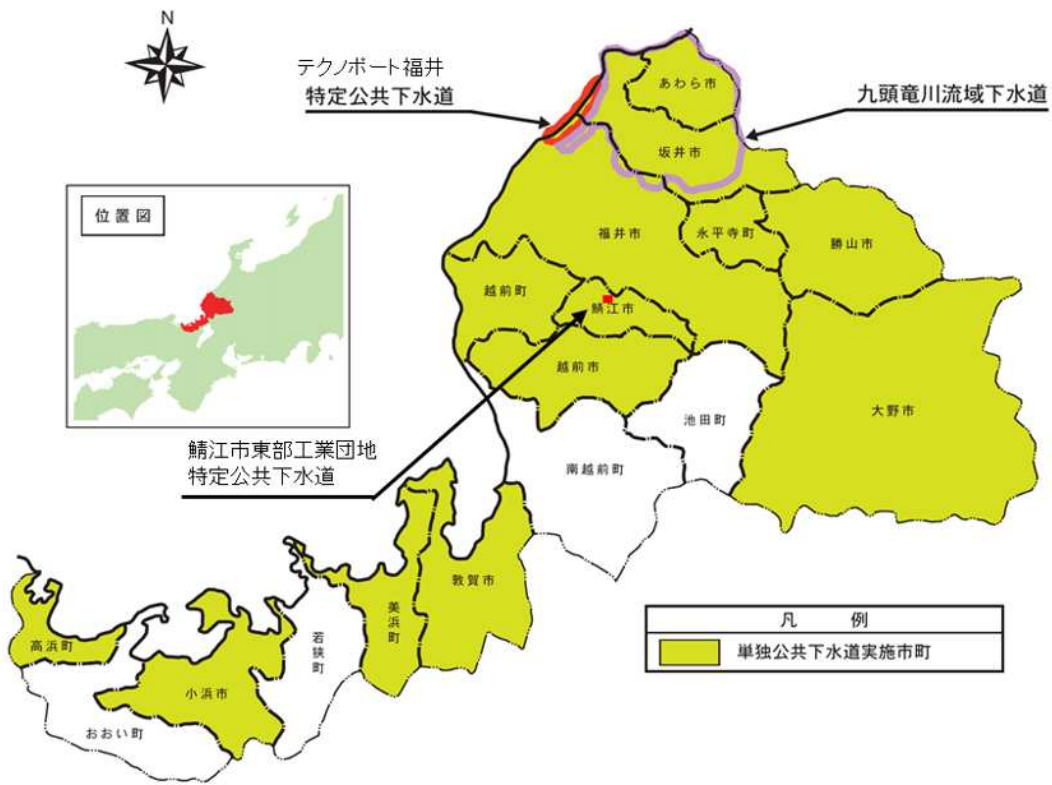 N
テクノポート福井
特定公共下水道
九頭竜川流域下水道
あわら市
坂井市
位置図
福井市
永平寺町
勝山市
越前町
鯖江市
越前市
大野市
池田町
鯖江市東部工業団地
特定公共下水道
南越前町
敦賀市
美浜町
若狭町
高浜町
小浜市
おおい町
凡 例
単独公共下水道実施市町